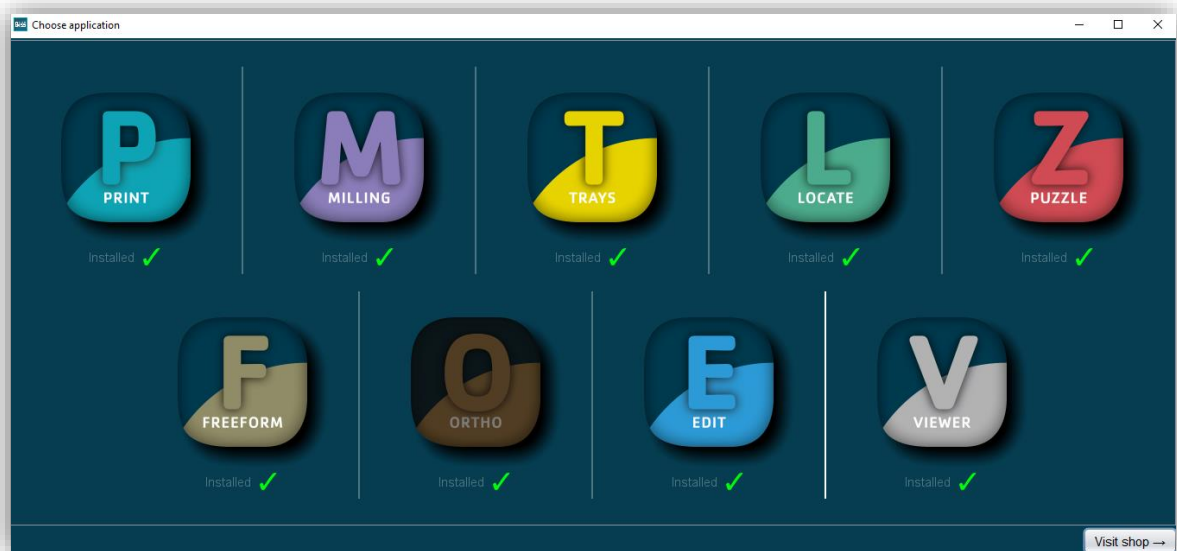 Choose application
P M T L Z
PRINT MILLING TRAYS LOCATE PUZZLE
Installed ✓ Installed ✓ Installed ✓ Installed ✓ Installed ✓
F O E V
FREEFORM ORTHO EDIT VIEWER
Installed ✓ Installed ✓ Installed ✓ Installed ✓
Visit shop →